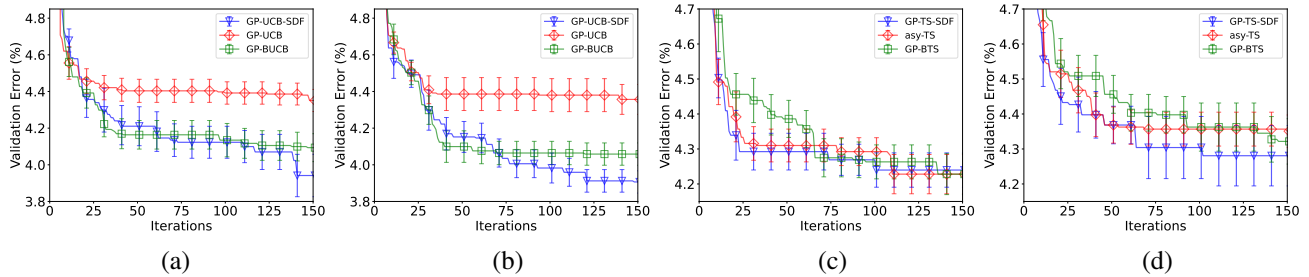 4.8
4.6
4.4
4.2
4.0
3.8
Validation Error (%)
GP-UCB-SDF
GP-UCB
GP-BUCB
0 25 50 75 100 125 150
Iterations
(a)
4.8
4.6
4.4
4.2
4.0
3.8
Validation Error (%)
GP-UCB-SDF
GP-UCB
GP-BUCB
0 25 50 75 100 125 150
Iterations
(b)
4.7
4.6
4.5
4.4
4.3
4.2
Validation Error (%)
GP-TS-SDF
asy-TS
GP-BTS
0 25 50 75 100 125 150
Iterations
(c)
4.7
4.6
4.5
4.4
4.3
4.2
Validation Error (%)
GP-TS-SDF
asy-TS
GP-BTS
0 25 50 75 100 125 150
Iterations
(d)